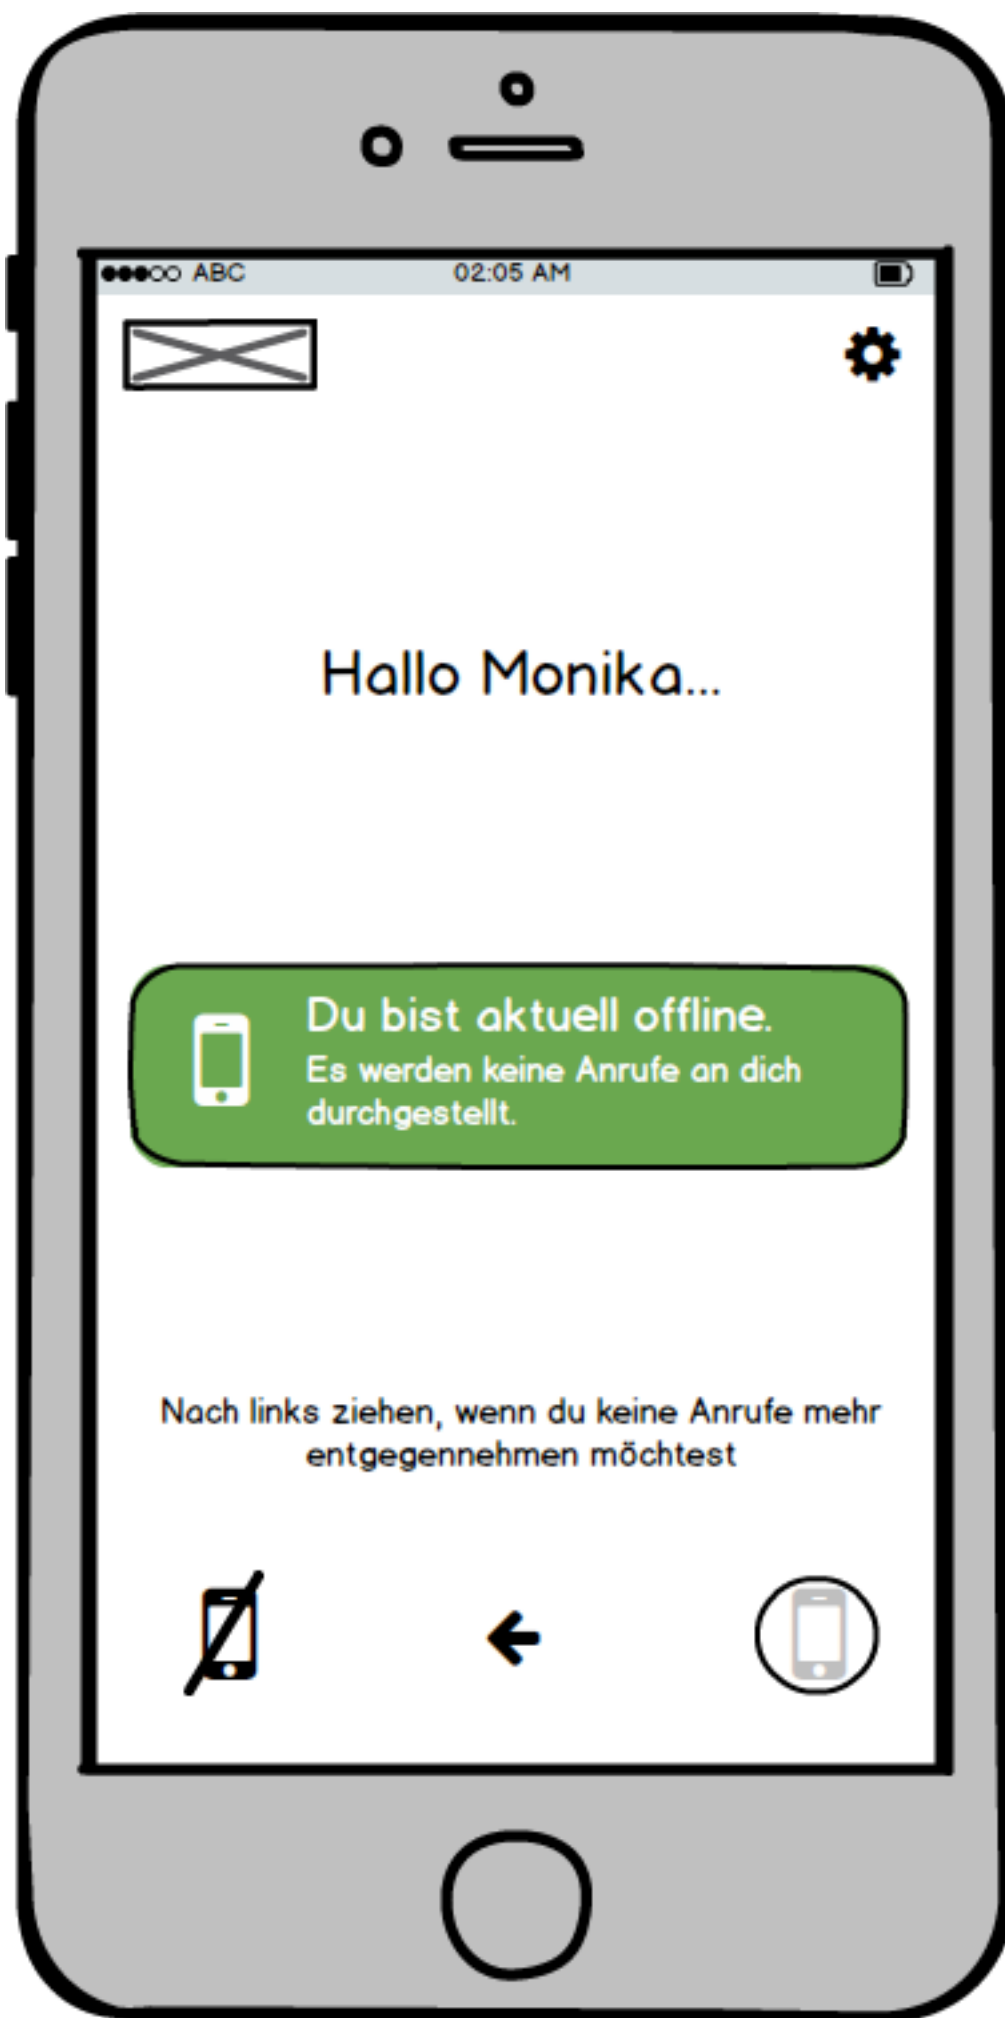 ABC 02:05 AM
Hallo Monika...
Du bist aktuell offline.
Es werden keine Anrufe an dich
durchgestellt.
Nach links ziehen, wenn du keine Anrufe mehr
entgegennehmen möchtest